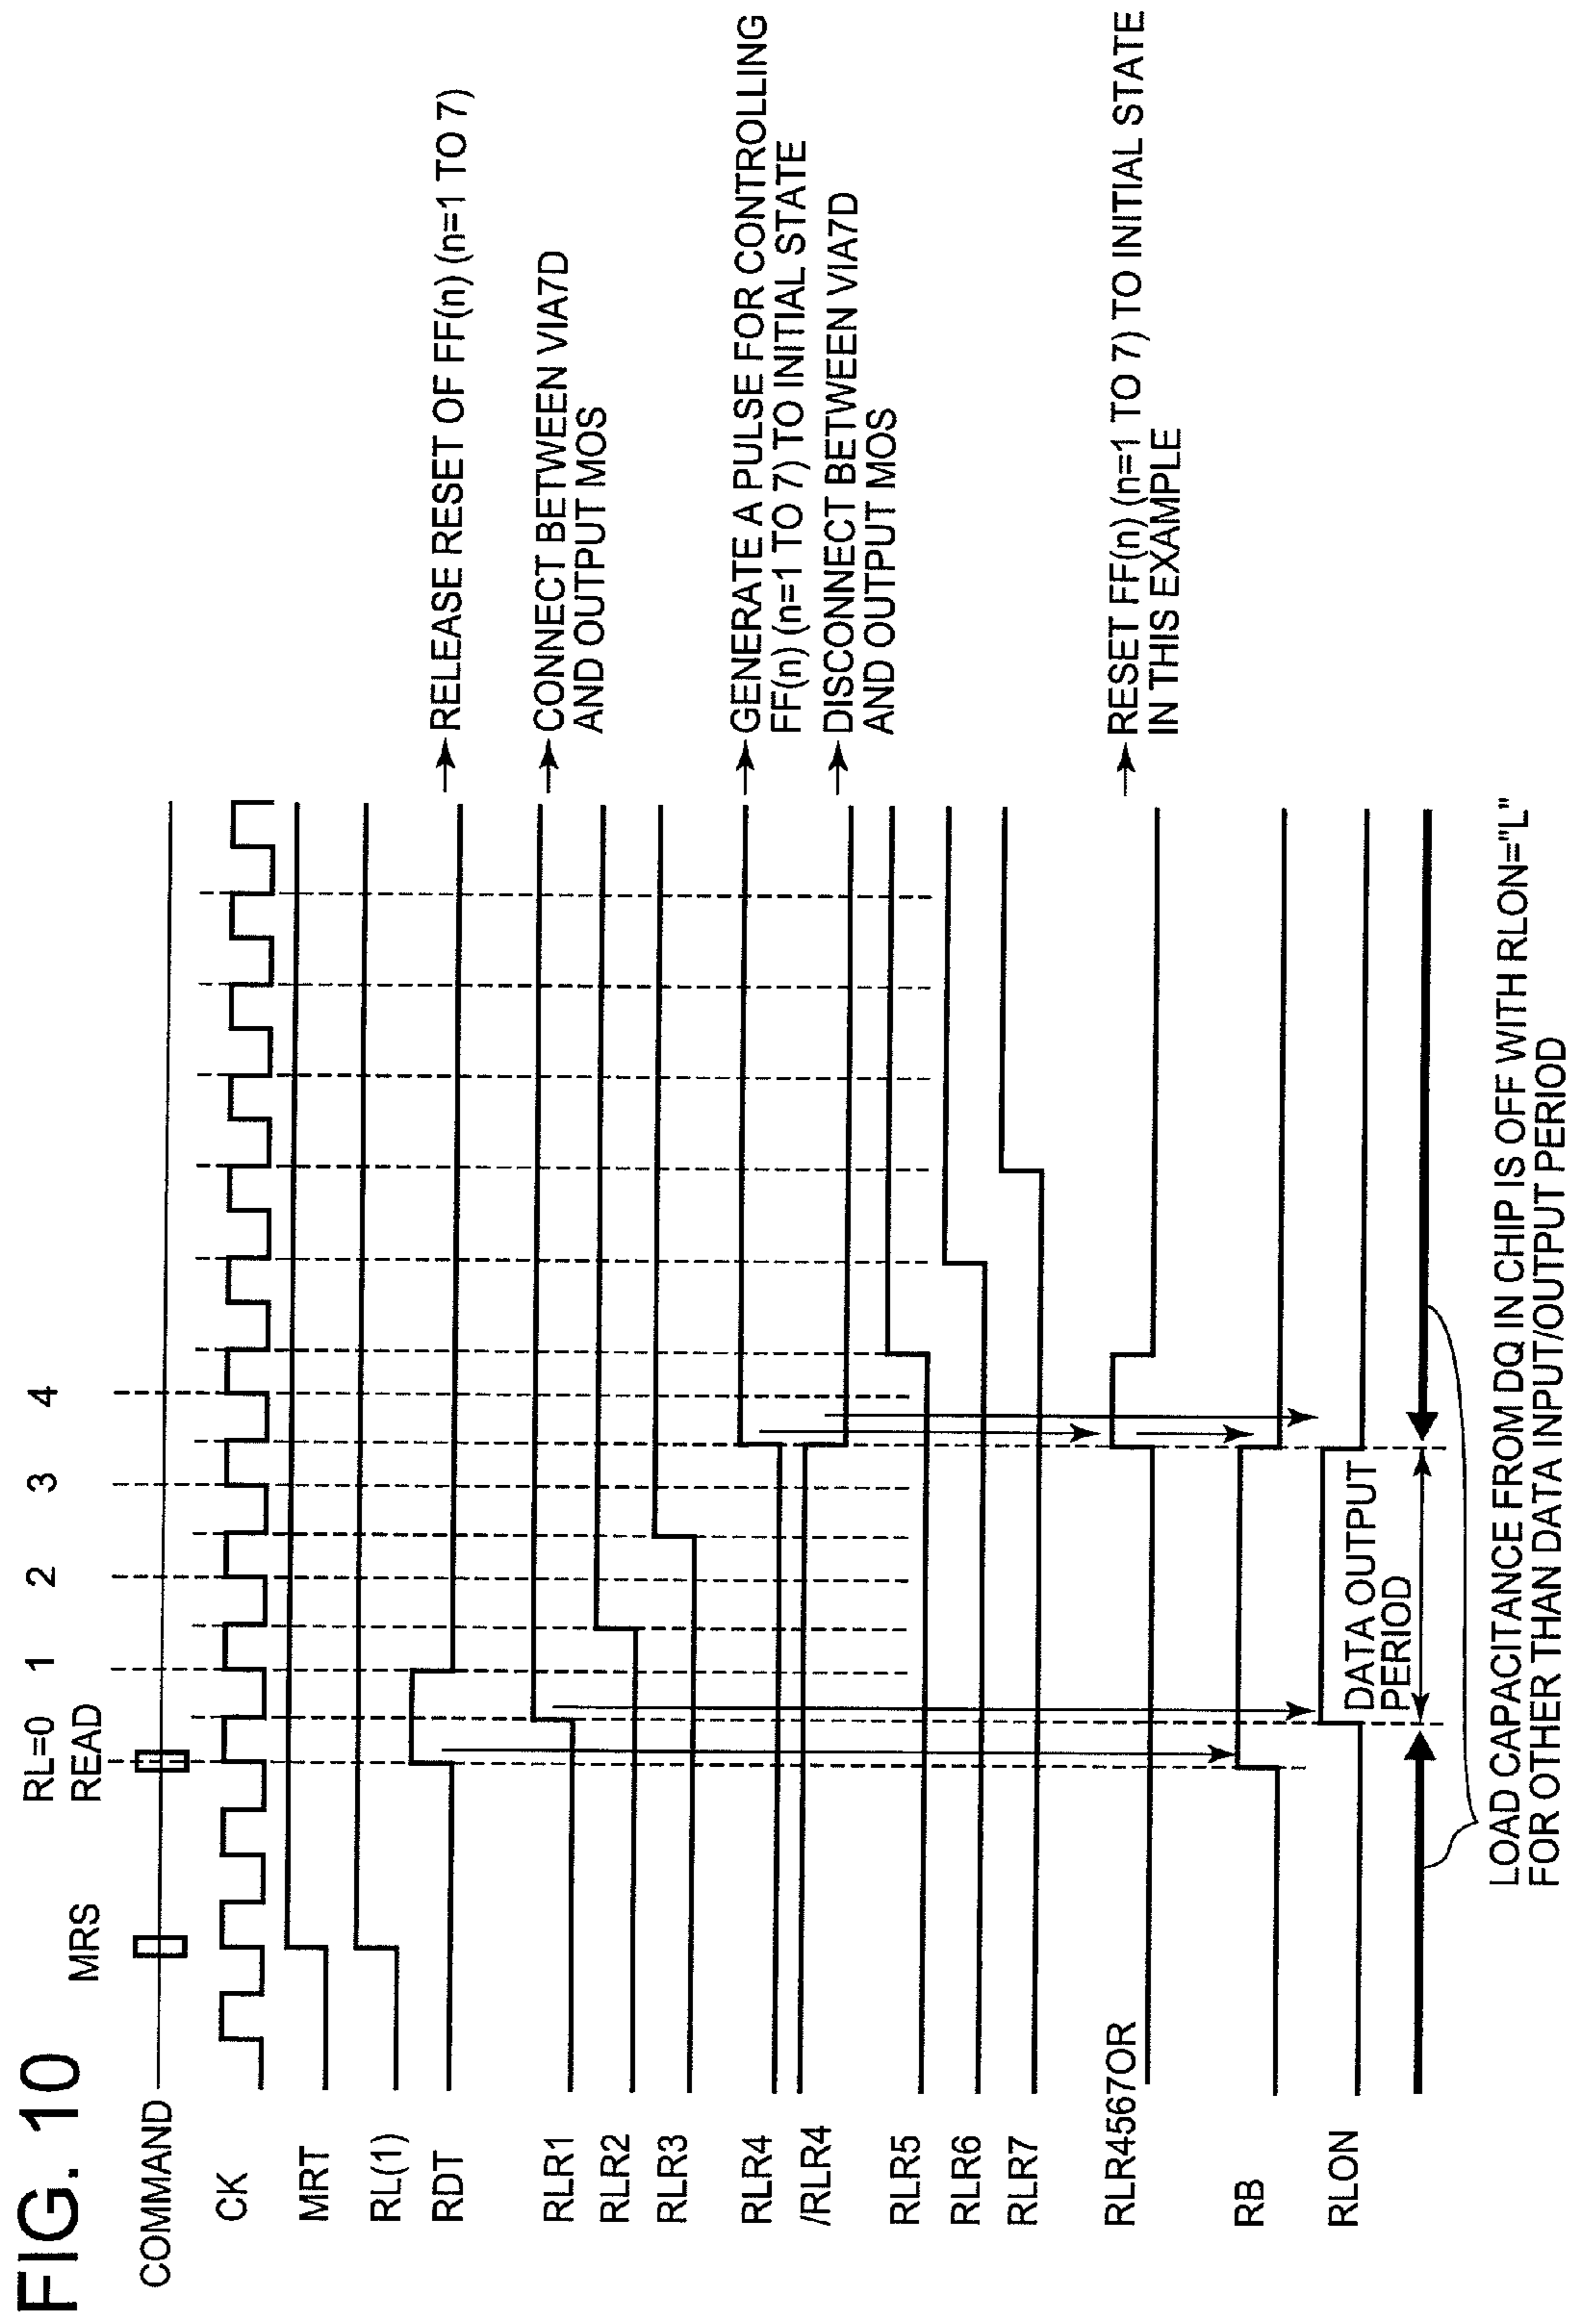 FIG. 10
RL=0 1 2 3 4
MRS READ
COMMAND
CK
MRT
RL(1)
RDT
RELEASE RESET OF FF(n) (n=1 TO 7)
RLR1
CONNECT BETWEEN VIA7D
AND OUTPUT MOS
RLR2
RLR3
RLR4
GENERATE A PULSE FOR CONTROLLING
FF(n) (n=1 TO 7) TO INITIAL STATE
/RLR4
DISCONNECT BETWEEN VIA7D
AND OUTPUT MOS
RLR5
RLR6
RLR7
RLR4567OR
RESET FF(n) (n=1 TO 7) TO INITIAL STATE
IN THIS EXAMPLE
RB
RLON
DATA OUTPUT
PERIOD
LOAD CAPACITANCE FROM DQ IN CHIP IS OFF WITH RLON="L"
FOR OTHER THAN DATA INPUT/OUTPUT PERIOD